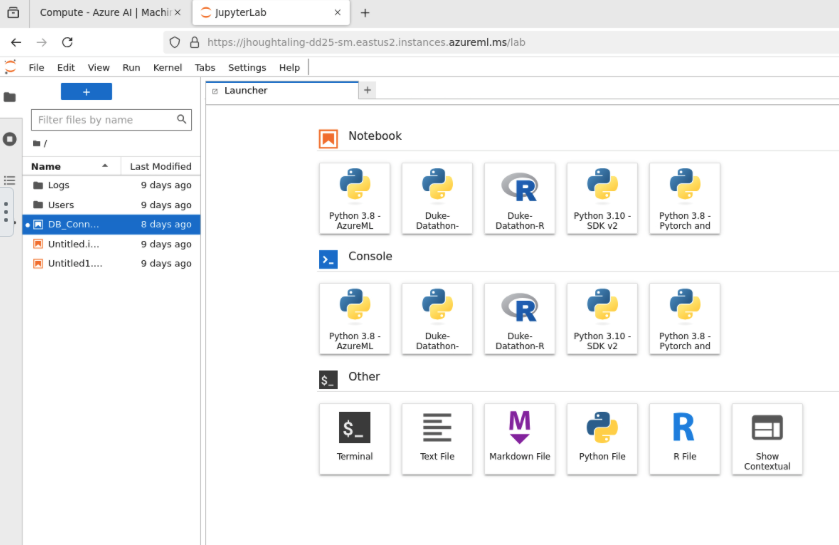 Compute - Azure AI | Machi
JupyterLab
https://jhoughtaling-dd25-sm.eastus2.instances.azureml.ms/lab
File Edit View Run Kernel Tabs Settings Help
Launcher
Filter files by name
/
Name Last Modified
Logs 9 days ago
Users 9 days ago
DB_Conn... 8 days ago
Untitled.i... 9 days ago
Untitled1.... 9 days ago
Notebook
Python 3.8 -
AzureML
Duke-
Datathon-
Duke-
Datathon-R
Python 3.10 -
SDK v2
Python 3.8 -
Pytorch and
Console
Python 3.8 -
AzureML
Duke-
Datathon-
Duke-
Datathon-R
Python 3.10 -
SDK v2
Python 3.8 -
Pytorch and
$_ Other
Terminal
Text File
Markdown File
Python File
R File
Show
Contextual